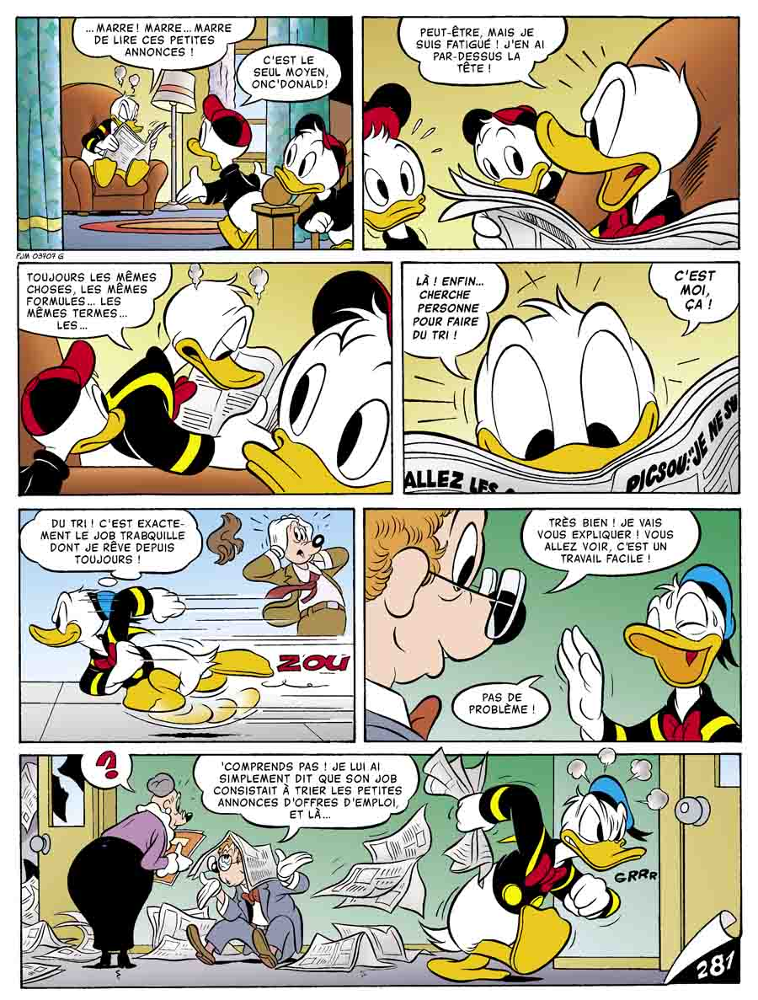 ...MARRE! MARRE...MARRE
DE LIRE CES PETITES
ANNONCES !
C'EST LE
SEUL MOYEN,
ONC'DONALD!
PEUT-ÊTRE, MAIS JE
SUIS FATIGUÉ ! J'EN AI
PAR-DESSUS LA
TÊTE !
FJM 03707 G
TOUJOURS LES MÊMES
CHOSES, LES MÊMES
FORMULES... LES
MÊMES TERMES...
LES...
LÀ ! ENFIN...
CHERCHE
PERSONNE
POUR FAIRE
DU TRI !
C'EST
MOI,
ÇA !
ALLEZ LES
PICSOU:"JE NE SU
DU TRI ! C'EST EXACTE-
MENT LE JOB TRABQUILLE
DONT JE RÊVE DEPUIS
TOUJOURS !
ZOU
TRÈS BIEN ! JE VAIS
VOUS EXPLIQUER ! VOUS
ALLEZ VOIR, C'EST UN
TRAVAIL FACILE !
PAS DE
PROBLÈME !
?
'COMPRENDS PAS ! JE LUI AI
SIMPLEMENT DIT QUE SON JOB
CONSISTAIT À TRIER LES PETITES
ANNONCES D'OFFRES D'EMPLOI,
ET LÀ...
GRRR
281